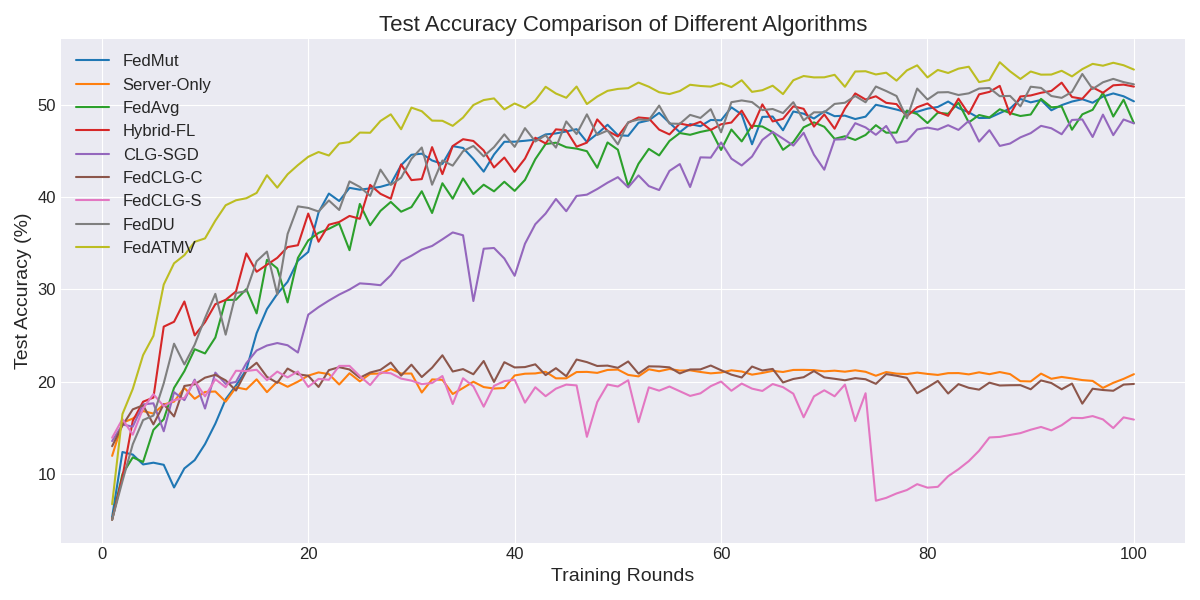 Test Accuracy Comparison of Different Algorithms
FedMut
Server-Only
FedAvg
Hybrid-FL
CLG-SGD
FedCLG-C
FedCLG-S
FedDU
FedATMV
Test Accuracy (%)
50
40
30
20
10
0
20
40
60
80
100
Training Rounds